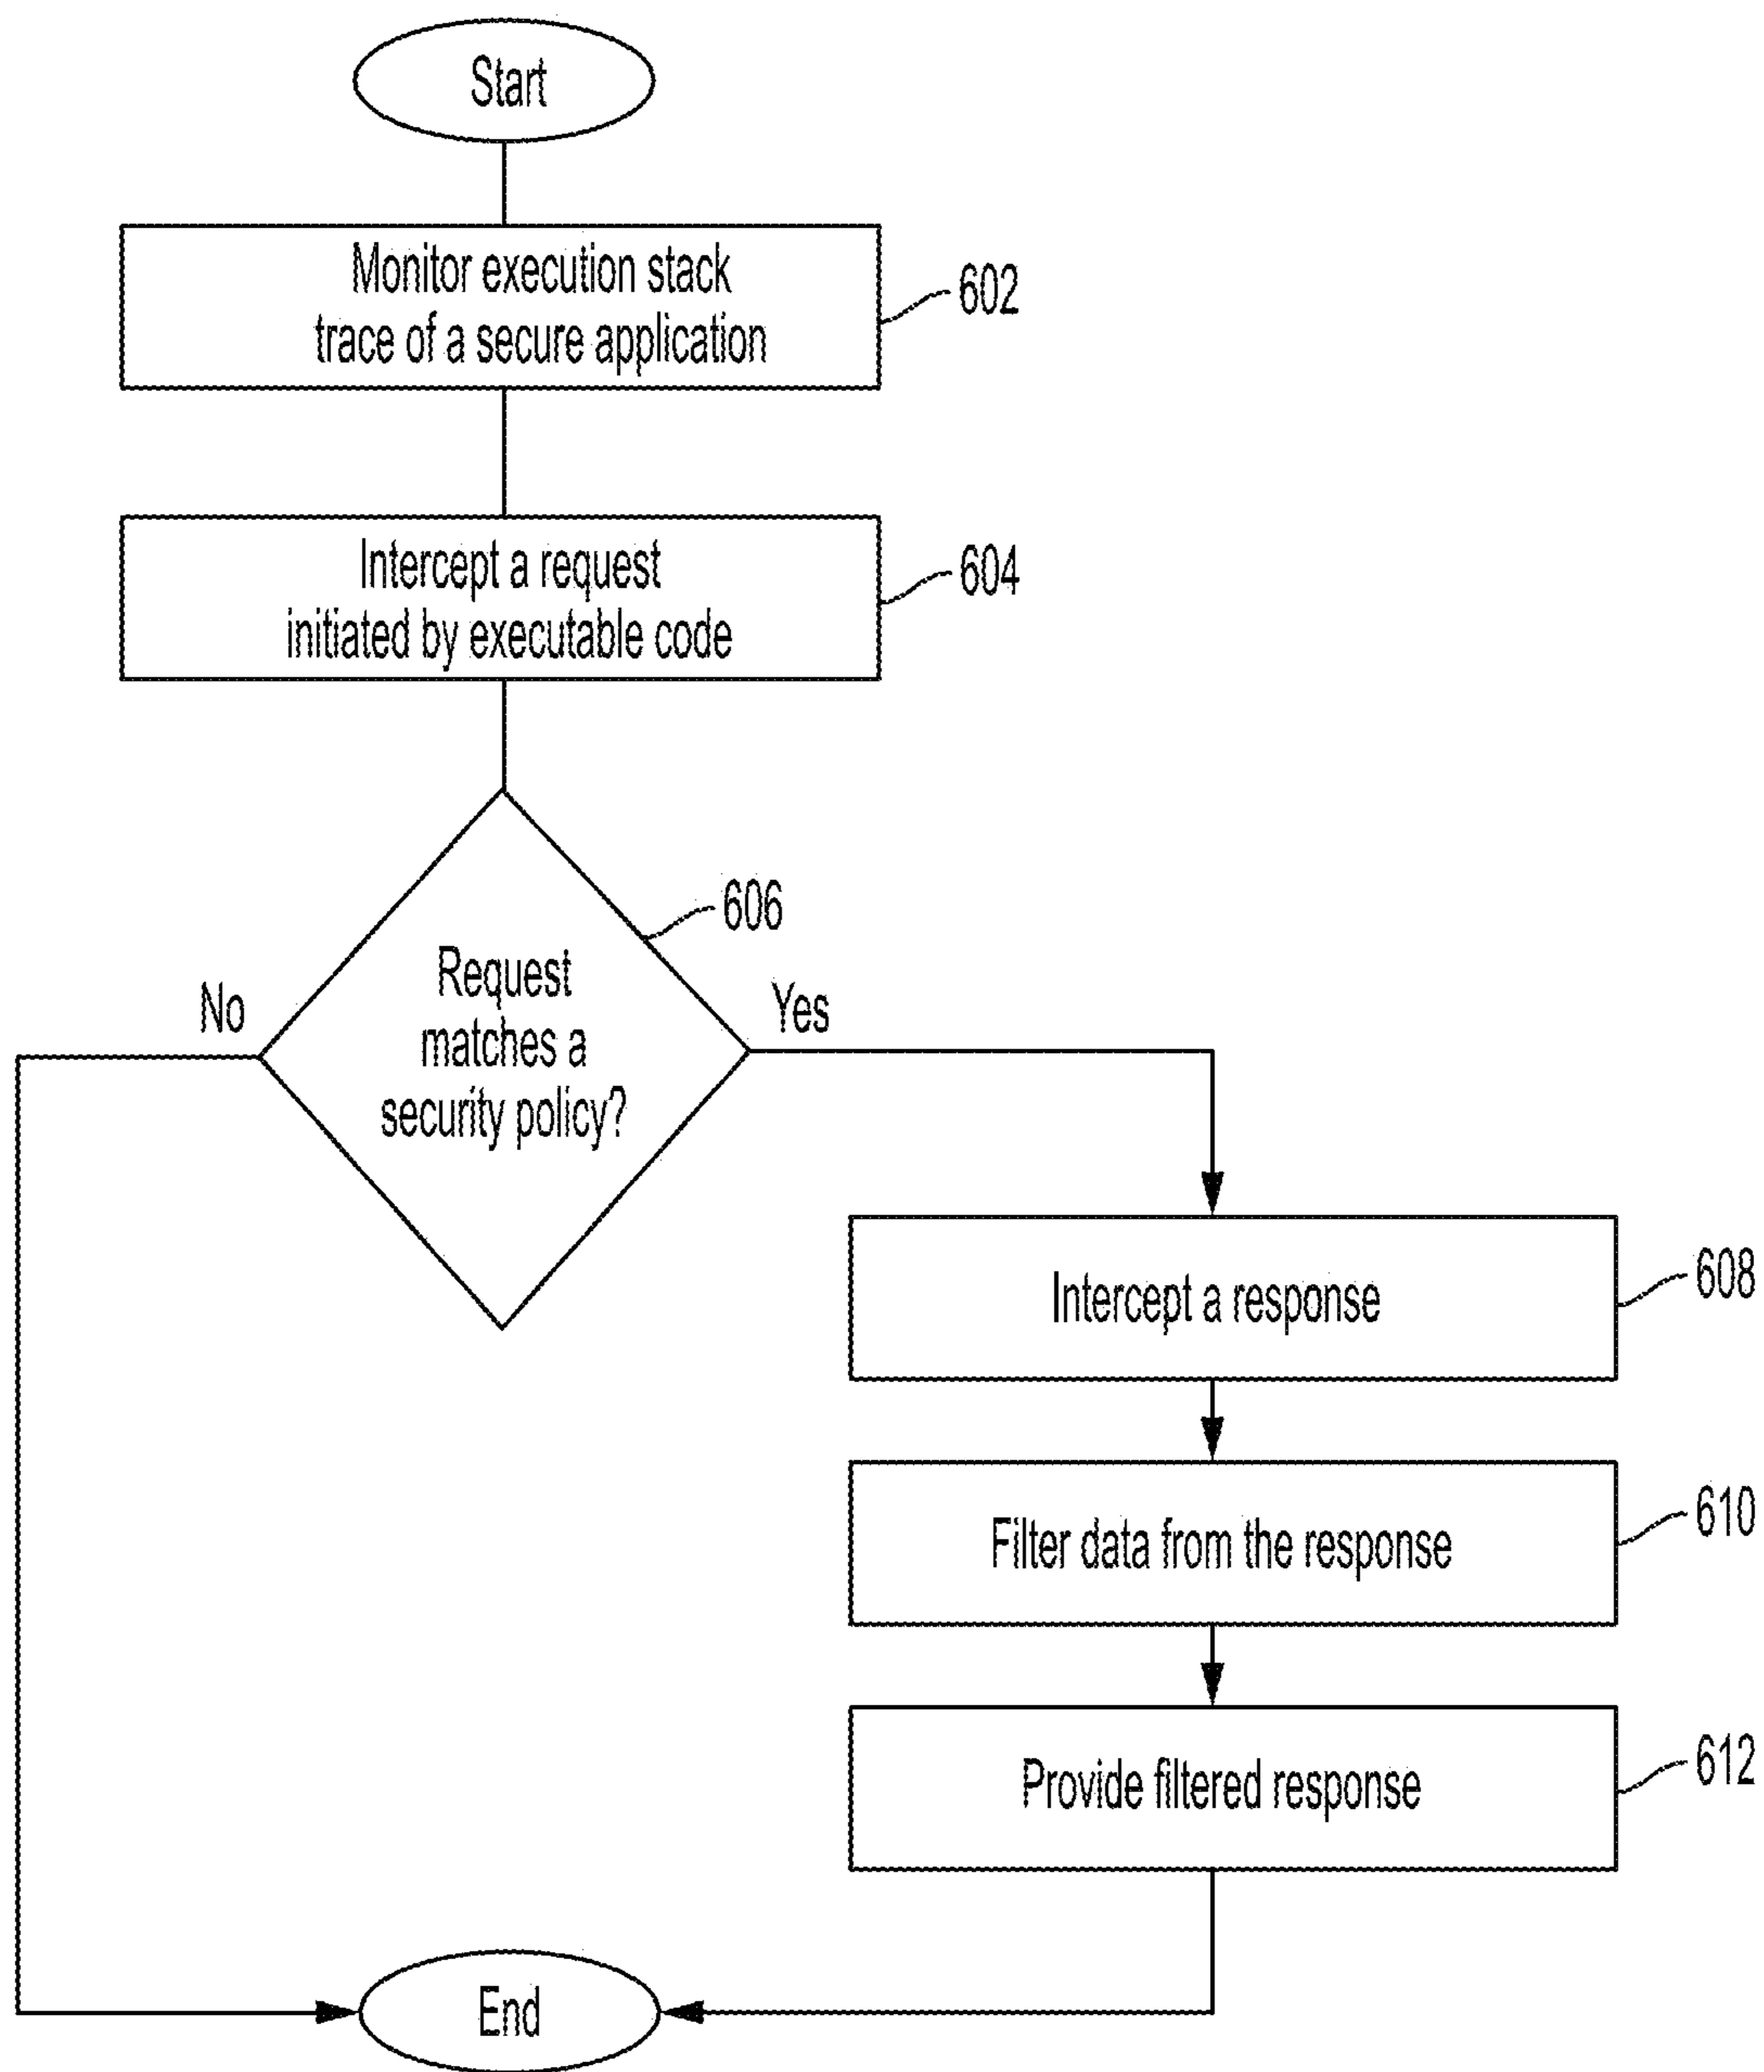 Start
Monitor execution stack
trace of a secure application
602
Intercept a request
initiated by executable code
604
606
Request
matches a
security policy?
No
Yes
Intercept a response
608
Filter data from the response
610
Provide filtered response
612
End